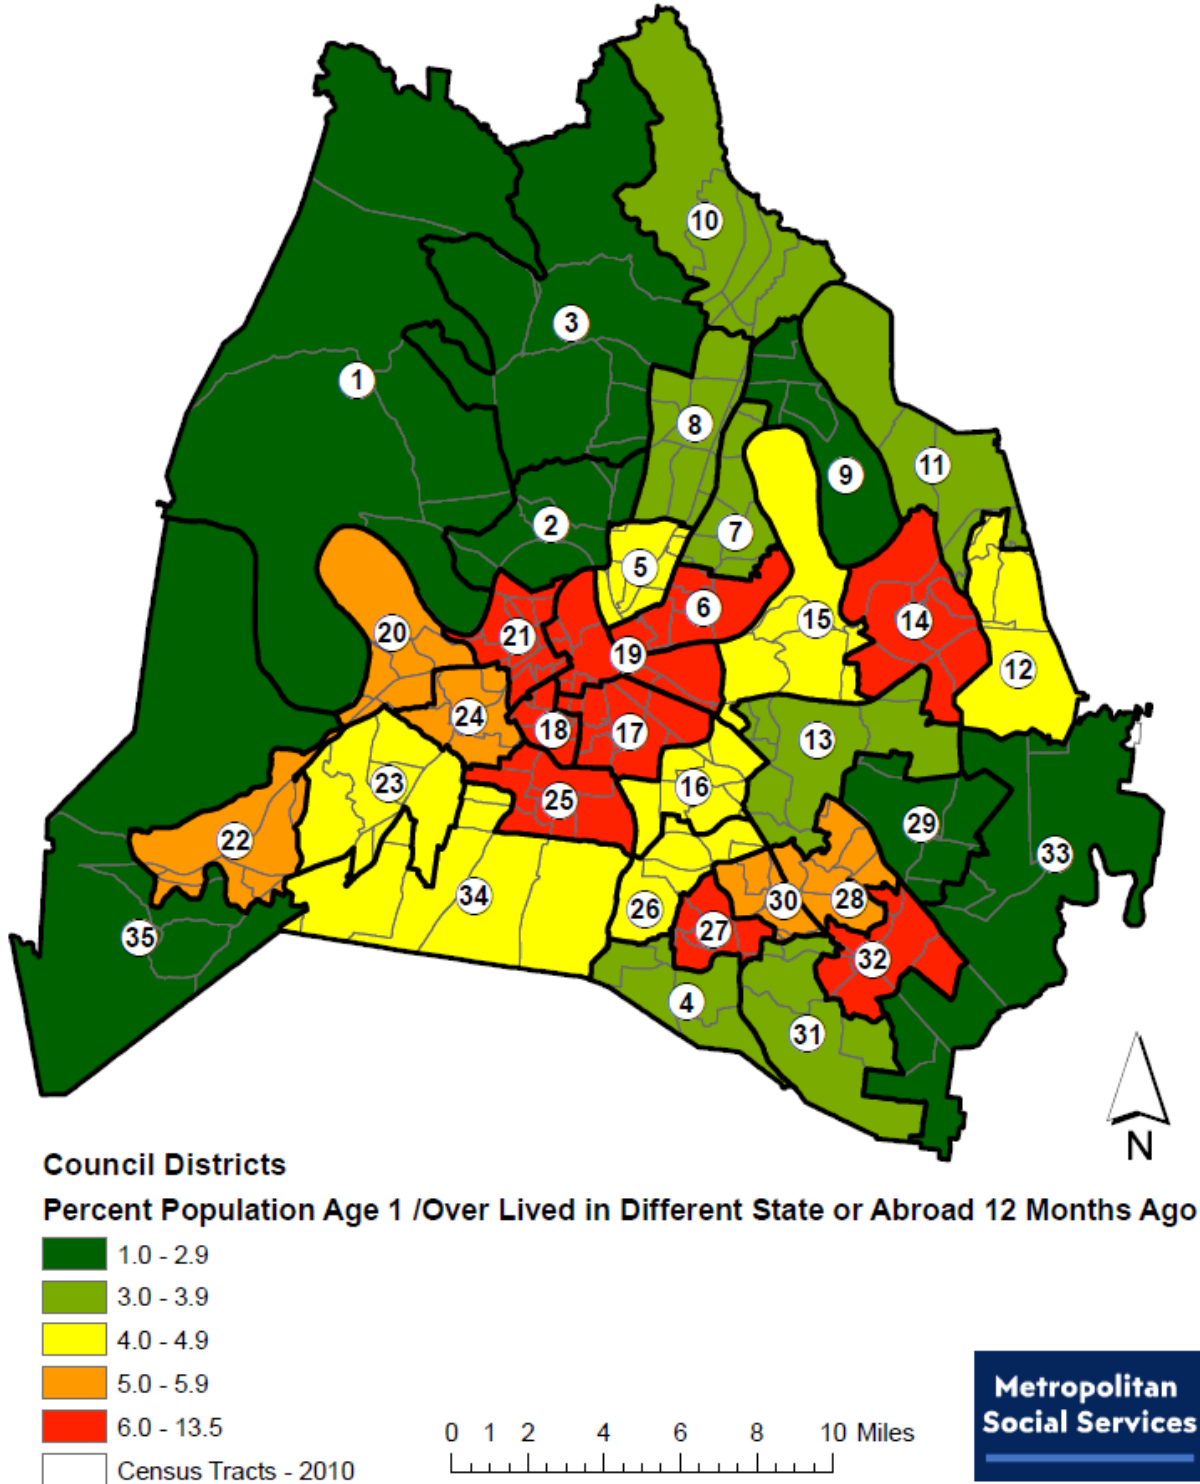 10
3
1
8
11
9
2
7
5
6
15
14
20
21
19
12
24
18
17
13
23
16
25
29
22
33
34
30
28
26
27
35
32
4
31
N
Council Districts
Percent Population Age 1 /Over Lived in Different State or Abroad 12 Months Ago
1.0 - 2.9
3.0 - 3.9
4.0 - 4.9
5.0 - 5.9
6.0 - 13.5
Census Tracts - 2010
0 1 2 4 6 8 10 Miles
Metropolitan
Social Services